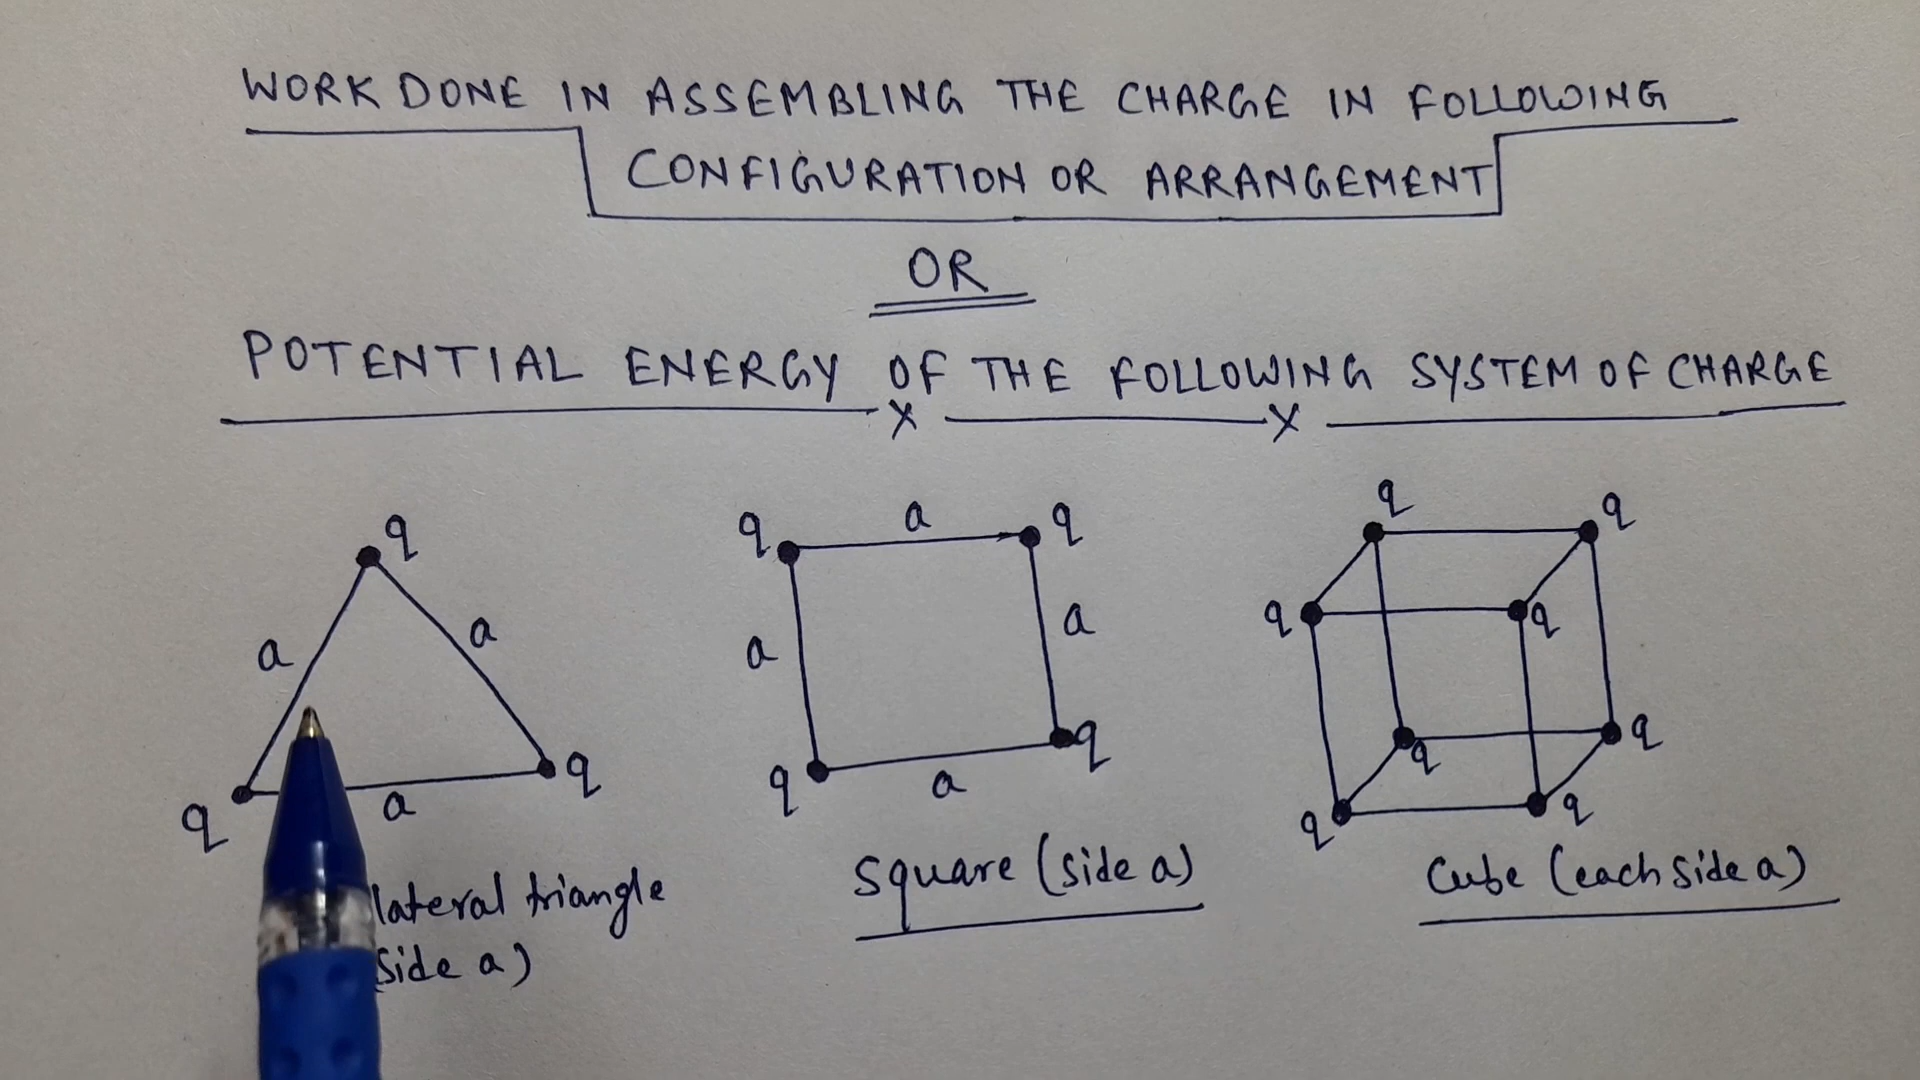 WORK DONE IN ASSEMBLING THE CHARGE IN FOLLOWING
CONFIGURATION OR ARRANGEMENT
OR
POTENTIAL ENERGY OF THE FOLLOWING SYSTEM OF CHARGE
x x
q
a a
q a q
lateral triangle
side a)
q a q
a a
q a q
Square (side a)
q q
q q
q q
q q
Cube (each side a)